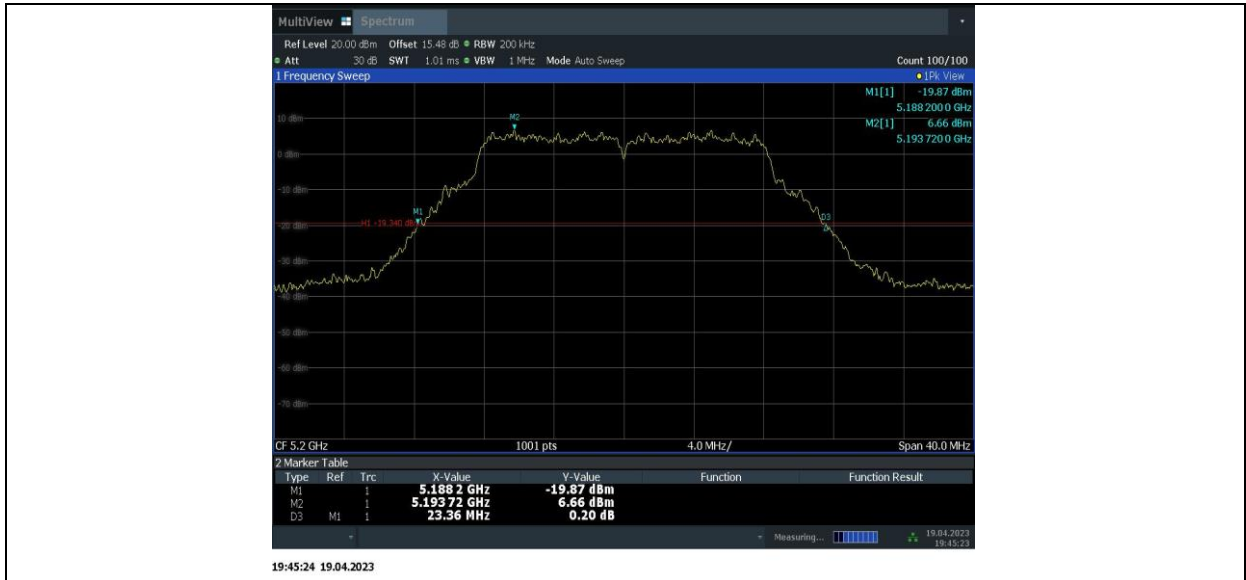 MultiView Spectrum
Ref Level 20.00 dBm Offset 15.48 dB RBW 200 kHz
Att 30 dB SWT 1.01 ms VBW 1 MHz Mode Auto Sweep Count 100/100
1 Frequency Sweep 1Pk View
M1[1] -19.87 dBm
5.188 200 0 GHz
M2[1] 6.66 dBm
5.193 720 0 GHz
10 dBm
M2
0 dBm
-10 dBm
M1
D3
H1 -19.340 dBm
-20 dBm
-30 dBm
-40 dBm
-50 dBm
-60 dBm
-70 dBm
CF 5.2 GHz 1001 pts 4.0 MHz/ Span 40.0 MHz
2 Marker Table
Type Ref Trc X-Value Y-Value Function Function Result
M1 1 5.188 2 GHz -19.87 dBm
M2 1 5.193 72 GHz 6.66 dBm
D3 M1 1 23.36 MHz 0.20 dB
Measuring... 19.04.2023
19:45:23
19:45:24 19.04.2023